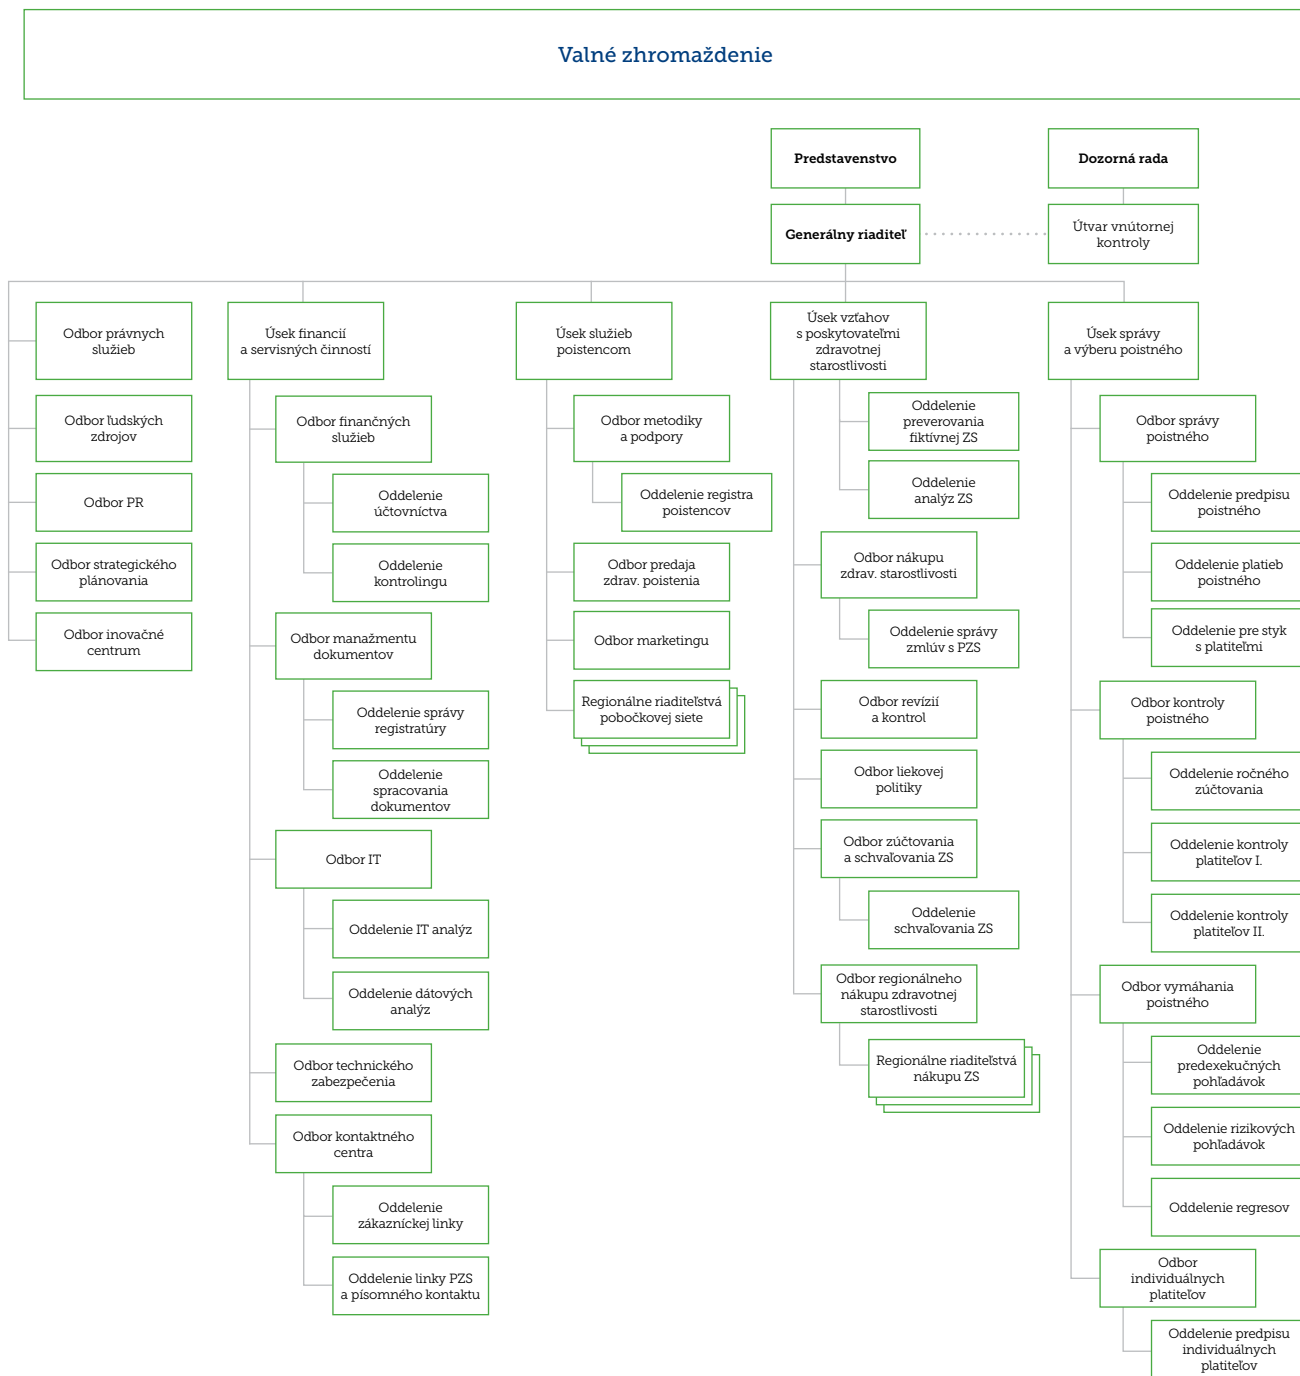 Valné zhromaždenie
Predstavenstvo
Dozorná rada
Generálny riaditeľ
Útvar vnútornej
kontroly
Odbor právnych
služieb
Odbor ľudských
zdrojov
Odbor PR
Odbor strategického
plánovania
Odbor inovačné
centrum
Úsek financií
a servisných činností
Odbor finančných
služieb
Oddelenie
účtovníctva
Oddelenie
kontrolingu
Odbor manažmentu
dokumentov
Oddelenie správy
registratúry
Oddelenie
spracovania
dokumentov
Odbor IT
Oddelenie IT analýz
Oddelenie dátových
analýz
Odbor technického
zabezpečenia
Odbor kontaktného
centra
Oddelenie
zákazníckej linky
Oddelenie linky PZS
a písomného kontaktu
Úsek služieb
poistencom
Odbor metodiky
a podpory
Oddelenie registra
poistencov
Odbor predaja
zdrav. poistenia
Odbor marketingu
Regionálne riaditeľstvá
pobočkovej siete
Úsek vzťahov
s poskytovateľmi
zdravotnej
starostlivosti
Oddelenie
preverovania
fiktívnej ZS
Oddelenie
analýz ZS
Odbor nákupu
zdrav. starostlivosti
Oddelenie správy
zmlúv s PZS
Odbor revízií
a kontrol
Odbor liekovej
politiky
Odbor zúčtovania
a schvaľovania ZS
Oddelenie
schvaľovania ZS
Odbor regionálneho
nákupu zdravotnej
starostlivosti
Regionálne riaditeľstvá
nákupu ZS
Úsek správy
a výberu poistného
Odbor správy
poistného
Oddelenie predpisu
poistného
Oddelenie platieb
poistného
Oddelenie pre styk
s platiteľmi
Odbor kontroly
poistného
Oddelenie ročného
zúčtovania
Oddelenie kontroly
platiteľov I.
Oddelenie kontroly
platiteľov II.
Odbor vymáhania
poistného
Oddelenie
predexekučných
pohľadávok
Oddelenie rizikových
pohľadávok
Oddelenie regresov
Odbor
individuálnych
platiteľov
Oddelenie predpisu
individuálnych
platiteľov